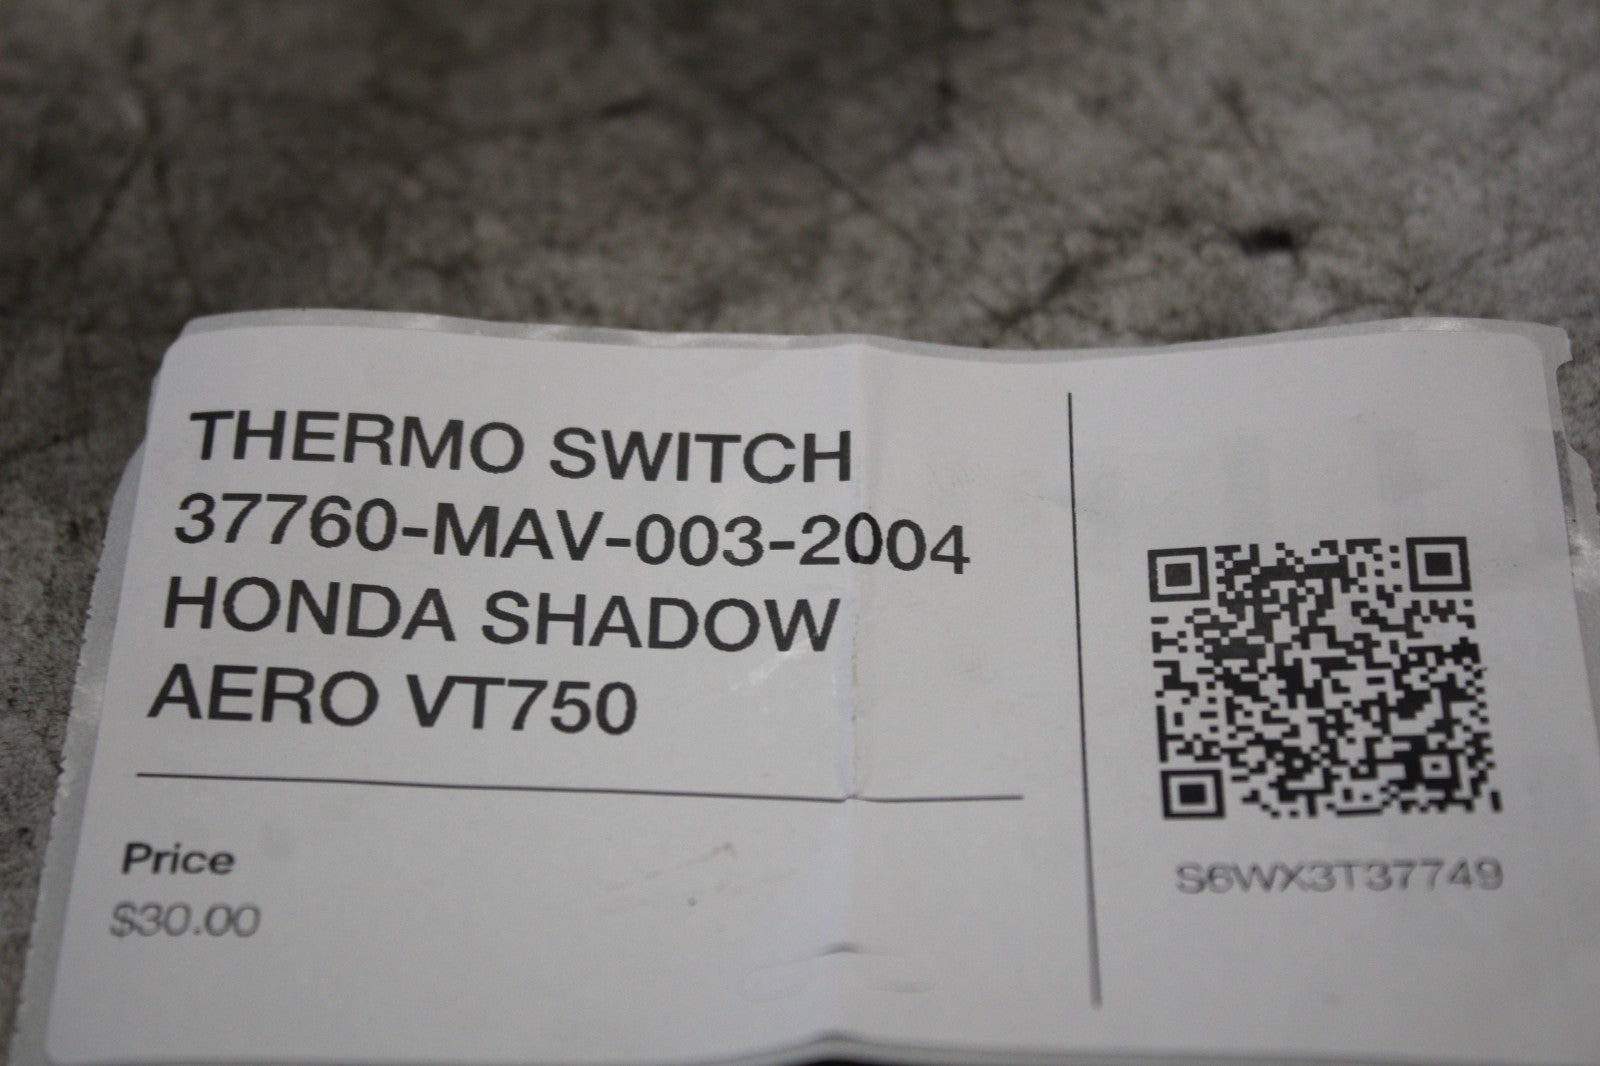 THERMO SWITCH
37760-MAV-003-2004
HONDA SHADOW
AERO VT750
Price
$30.00
S6WX3T37749